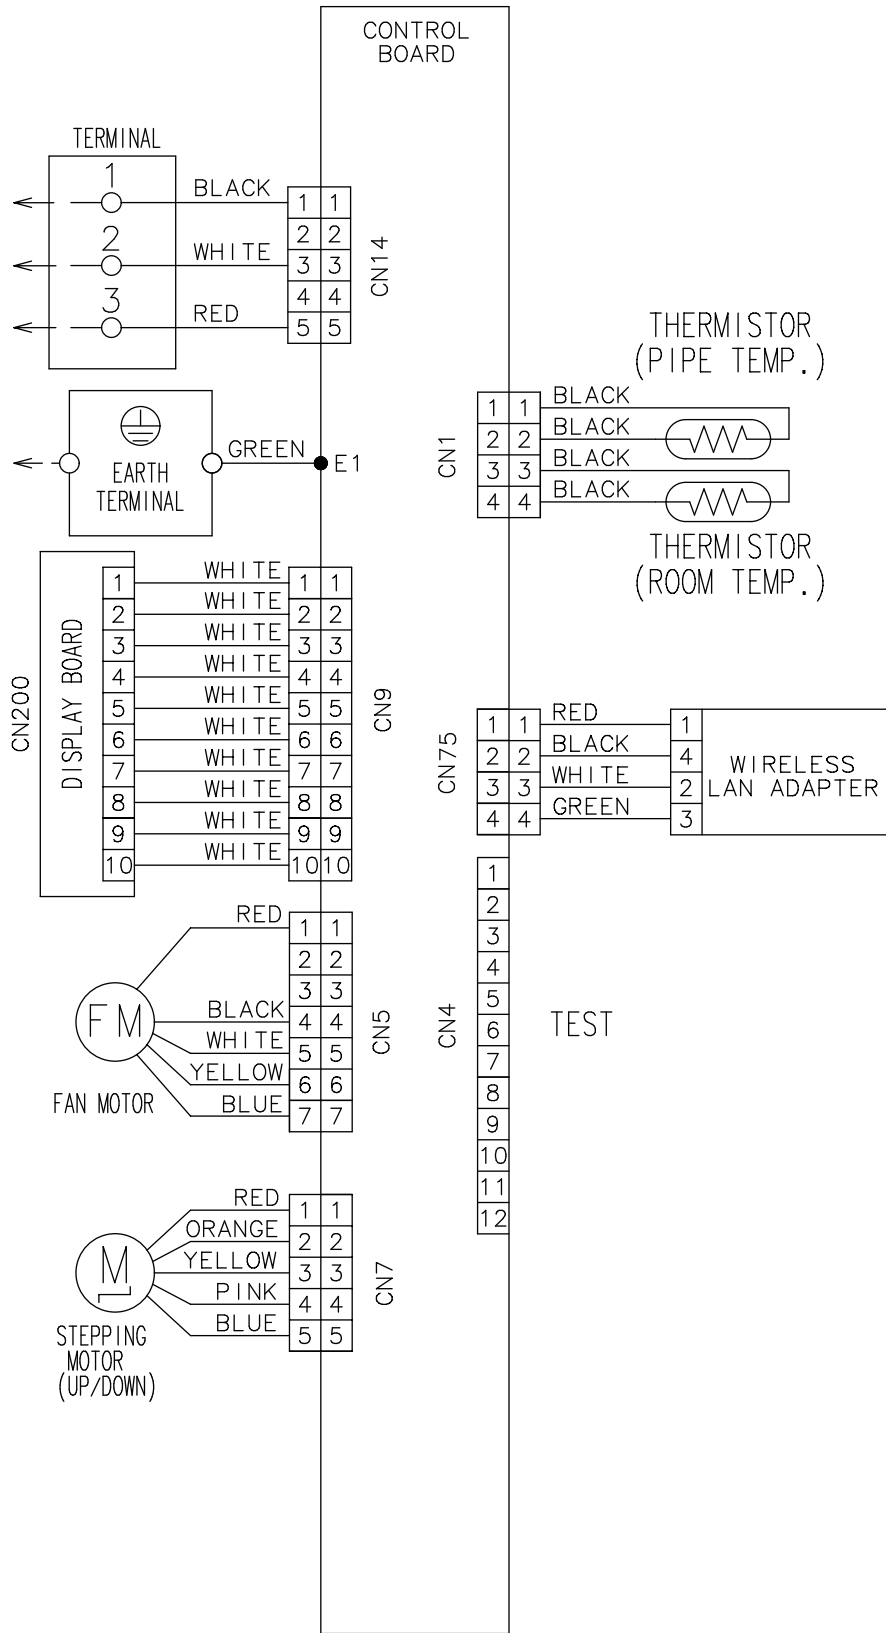 CONTROL
BOARD
TERMINAL
1 BLACK 1 1
2 2
2 WHITE 3 3
4 4
3 RED 5 5
CN14
EARTH
TERMINAL
GREEN E1
CN200
DISPLAY BOARD
1 WHITE 1 1
2 WHITE 2 2
3 WHITE 3 3
4 WHITE 4 4
5 WHITE 5 5
6 WHITE 6 6
7 WHITE 7 7
8 WHITE 8 8
9 WHITE 9 9
10 WHITE 10 10
CN9
FM
FAN MOTOR
RED 1 1
2 2
3 3
BLACK 4 4
WHITE 5 5
YELLOW 6 6
BLUE 7 7
CN5
M
STEPPING
MOTOR
(UP/DOWN)
RED 1 1
ORANGE 2 2
YELLOW 3 3
PINK 4 4
BLUE 5 5
CN7
THERMISTOR
(PIPE TEMP.)
CN1
1 1 BLACK
2 2 BLACK
3 3 BLACK
4 4 BLACK
THERMISTOR
(ROOM TEMP.)
CN75
1 1 RED 1
2 2 BLACK 4
3 3 WHITE 2
4 4 GREEN 3
WIRELESS
LAN ADAPTER
CN4
1
2
3
4
5
6
7
8
9
10
11
12
TEST